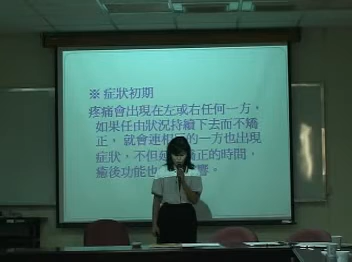 ※ 症狀初期
疼痛會出現在左或右任何一方，
如果任由狀況持續下去而不矯
正， 就會連 的一方也出現
症狀，不但 矯正的時間，
癒後功能也 響。